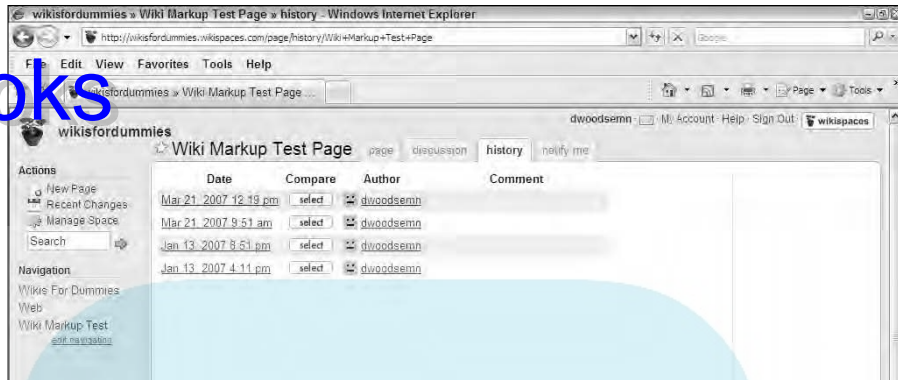 wikisfordummies » Wiki Markup Test Page » history - Windows Internet Explorer
http://wikisfordummies.wikispaces.com/page/history/Wiki+Markup+Test+Page
Google
Edit View Favorites Tools Help
oks
wikisfordummies » Wiki Markup Test Page ...
Page Tools
dwoodsemn My Account Help Sign Out wikispaces
wikisfordummies
Wiki Markup Test Page page discussion history notify me
Actions
New Page
Recent Changes
Manage Space
Search
Navigation
Wikis For Dummies
Web
Wiki Markup Test
edit navigation
Date Compare Author Comment
Mar 21, 2007 12:19 pm select dwoodsemn
Mar 21, 2007 9:51 am select dwoodsemn
Jan 13, 2007 8:51 pm select dwoodsemn
Jan 13, 2007 4:11 pm select dwoodsemn